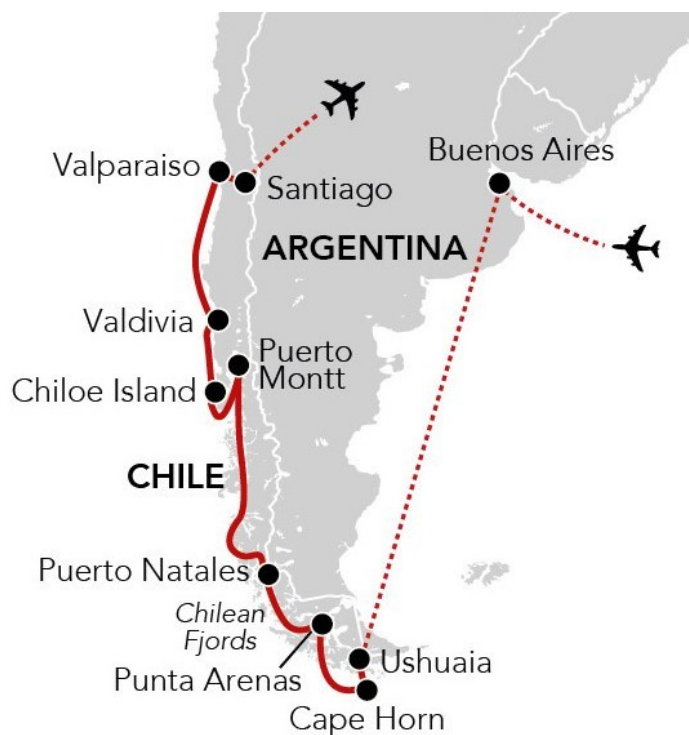 Valparaiso
Buenos Aires
Santiago
ARGENTINA
Valdivia
Puerto
Montt
Chiloe Island
CHILE
Puerto Natales
Chilean
Fjords
Punta Arenas
Ushuaia
Cape Horn